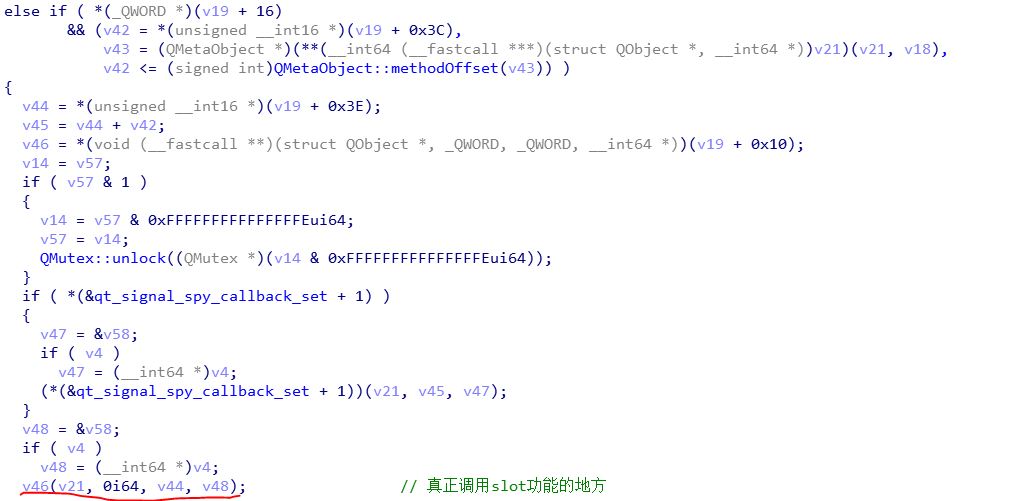 else if ( *(_QWORD *)(v19 + 16)
&& (v42 = *(unsigned __int16 *)(v19 + 0x3C),
v43 = (QMetaObject *)(**(__int64 (__fastcall ***)(struct QObject *, __int64 *))v21)(v21, v18),
v42 <= (signed int)QMetaObject::methodOffset(v43)) )
{
v44 = *(unsigned __int16 *)(v19 + 0x3E);
v45 = v44 + v42;
v46 = *(void (__fastcall **)(struct QObject *, _QWORD, _QWORD, __int64 *))(v19 + 0x10);
v14 = v57;
if ( v57 & 1 )
{
v14 = v57 & 0xFFFFFFFFFFFFFFFEui64;
v57 = v14;
QMutex::unlock((QMutex *)(v14 & 0xFFFFFFFFFFFFFFFEui64));
}
if ( *(&qt_signal_spy_callback_set + 1) )
{
v47 = &v58;
if ( v4 )
v47 = (__int64 *)v4;
(*(&qt_signal_spy_callback_set + 1))(v21, v45, v47);
}
v48 = &v58;
if ( v4 )
v48 = (__int64 *)v4;
v46(v21, 0i64, v44, v48); // 真正调用slot功能的地方